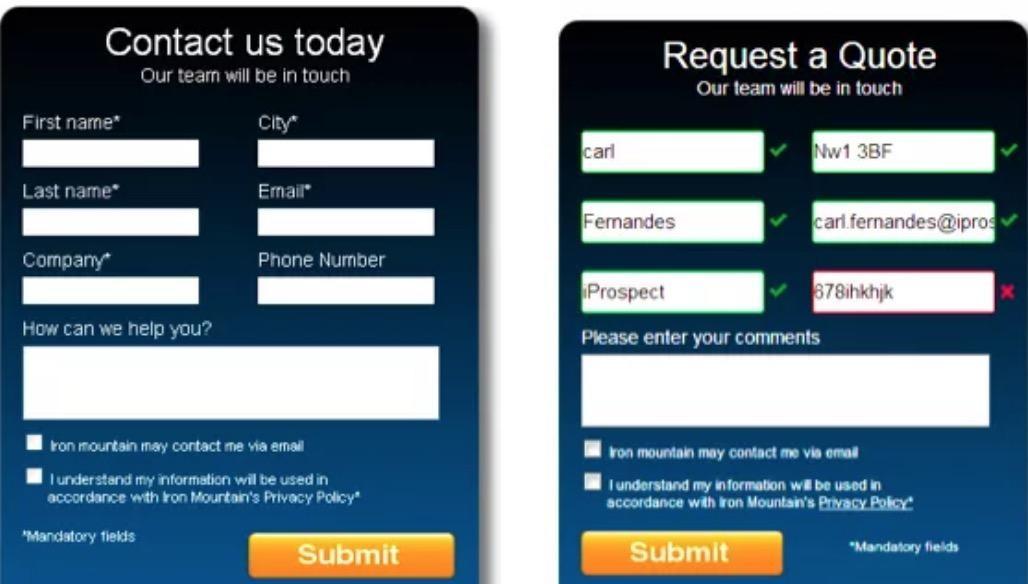 Contact us today
Our team will be in touch
First name*
City*
Last name*
Email*
Company*
Phone Number
How can we help you?
Iron mountain may contact me via email
I understand my information will be used in
accordance with Iron Mountain's Privacy Policy*
*Mandatory fields
Submit
Request a Quote
Our team will be in touch
carl
Nw1 3BF
Fernandes
carl.fernandes@ipros
iProspect
678ihkhjk
Please enter your comments
Iron mountain may contact me via email
I understand my information will be used in
accordance with Iron Mountain's Privacy Policy*
Submit
*Mandatory fields